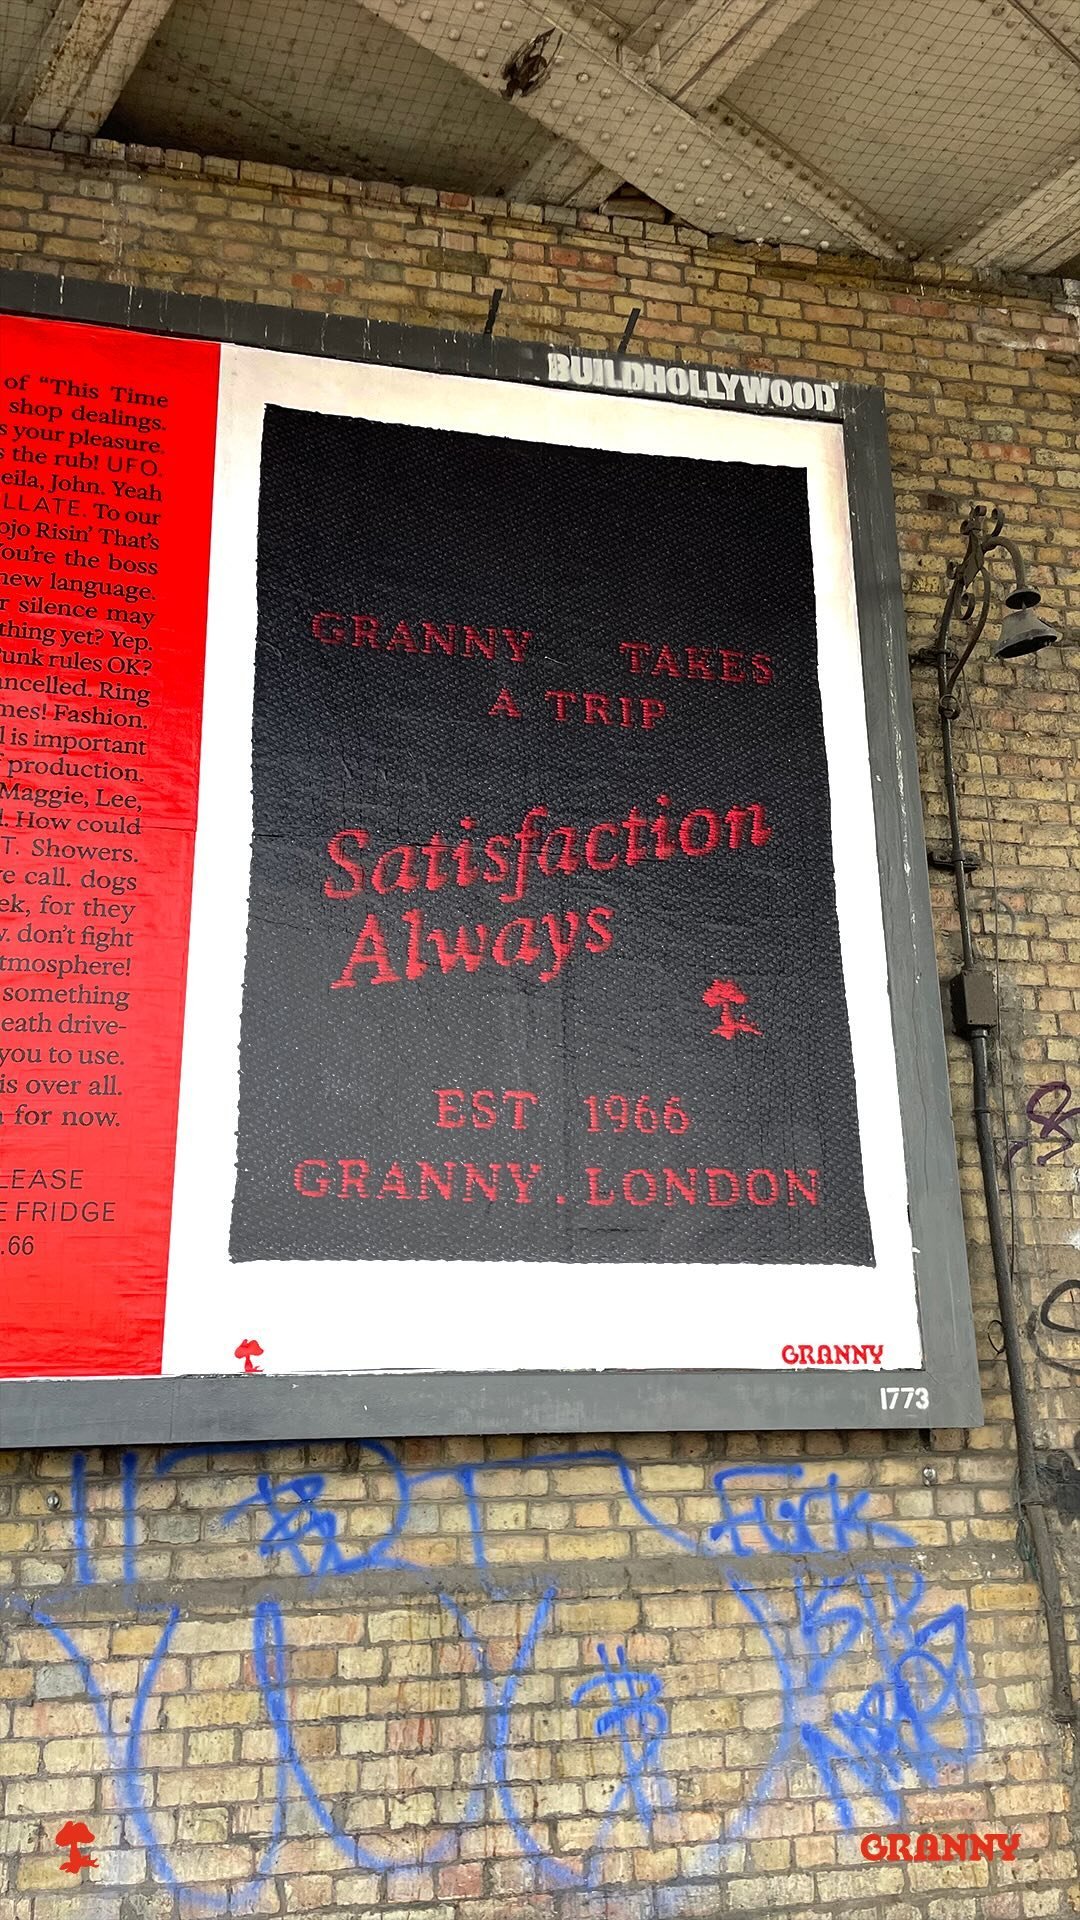 BUILDHOLLYWOOD
of “This Time
shop dealings.
s your pleasure.
s the rub! UFO.
eila, John. Yeah
LLATE. To our
ojo Risin’ That’s
You’re the boss
new language.
r silence may
thing yet? Yep.
Punk rules OK?
ancelled. Ring
mes! Fashion.
l is important
f production.
Maggie, Lee,
l. How could
T. Showers.
re call. dogs
ek, for they
y. don’t fight
tmosphere!
something
eath drive-
you to use.
is over all.
for now.
LEASE
E FRIDGE
.66
GRANNY TAKES
A TRIP
Satisfaction
Always
EST 1966
GRANNY. LONDON
GRANNY
1773
Fuck
GRANNY